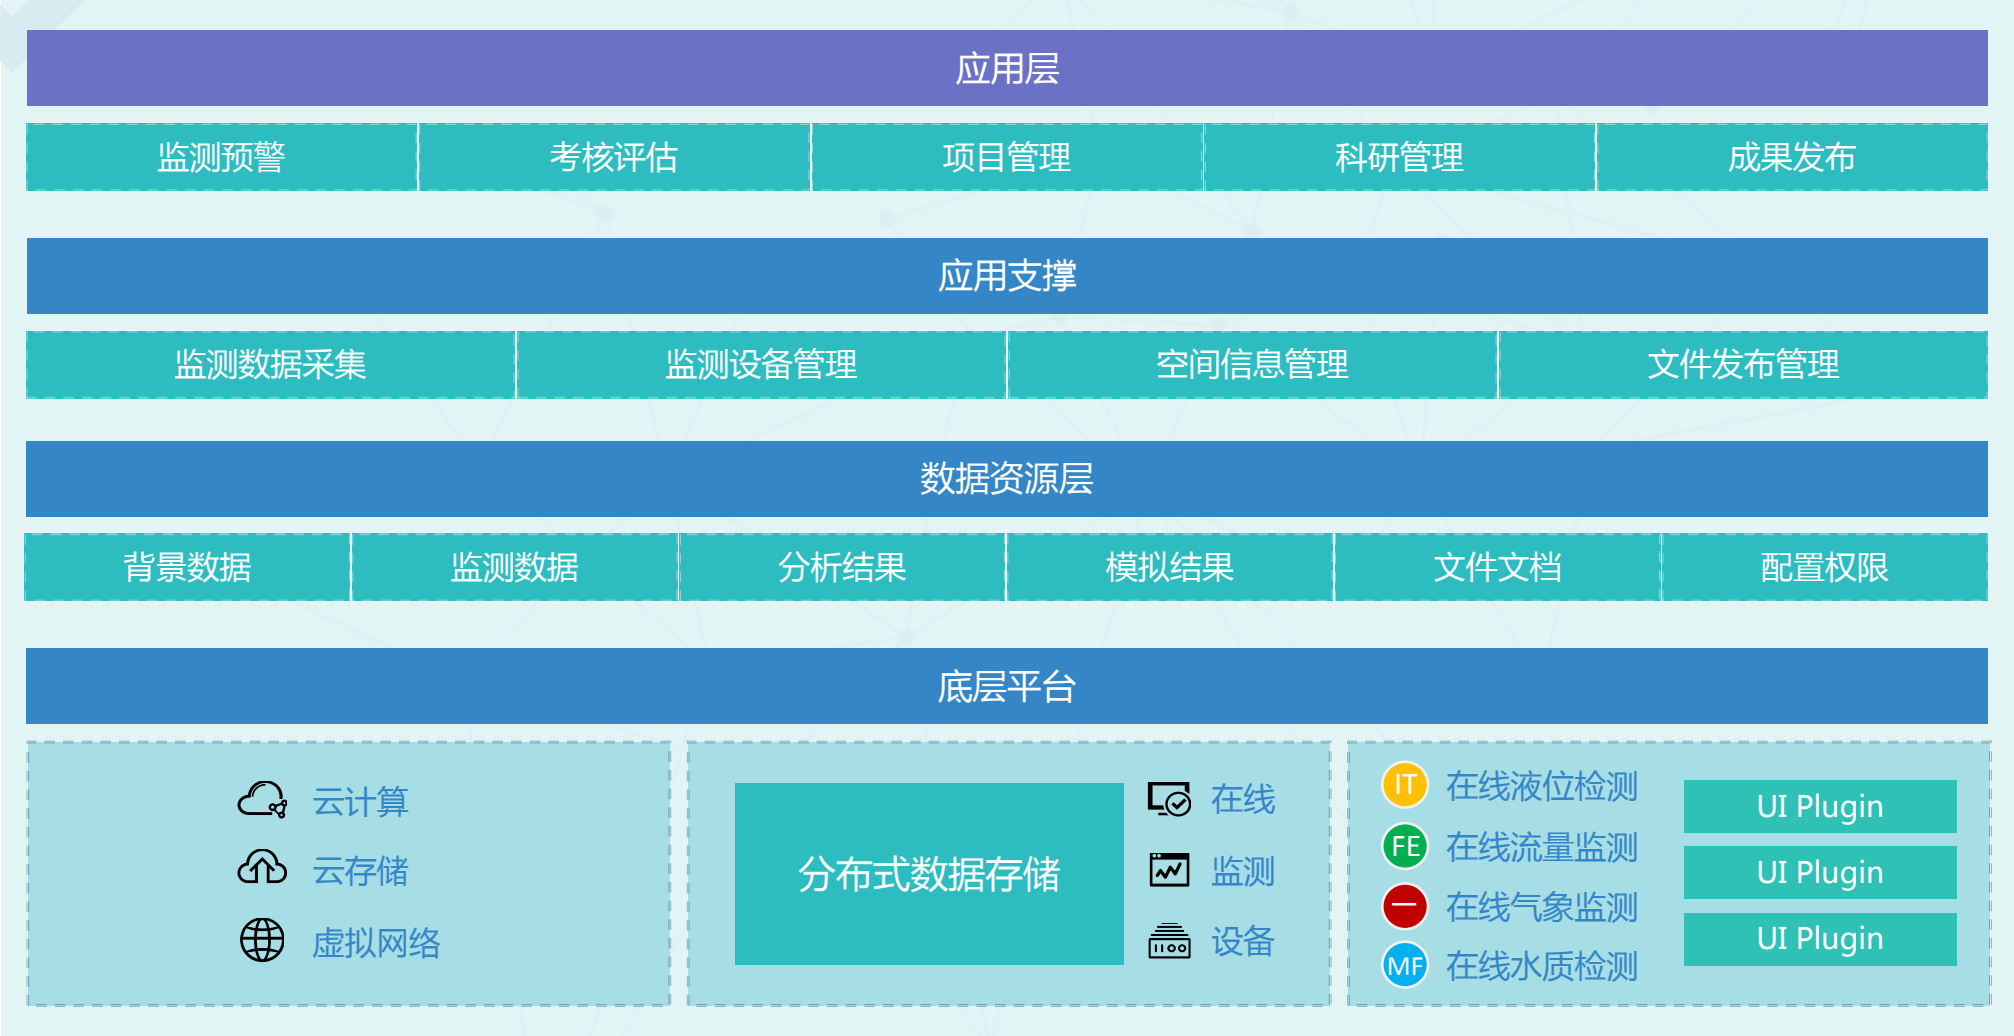 应用层
监测预警
考核评估
项目管理
科研管理
成果发布
应用支撑
监测数据采集
监测设备管理
空间信息管理
文件发布管理
数据资源层
背景数据
监测数据
分析结果
模拟结果
文件文档
配置权限
底层平台
云计算
云存储
虚拟网络
分布式数据存储
在线
监测
设备
IT 在线液位检测
FE 在线流量监测
一 在线气象监测
MF 在线水质检测
UI Plugin
UI Plugin
UI Plugin